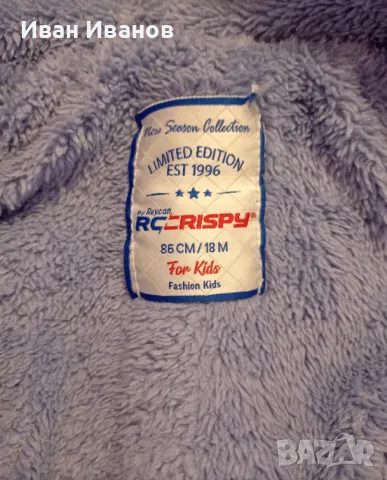 Иван Иванов
New Season Collection
LIMITED EDITION
EST 1996
by Reycan
RCCRISPY®
86 CM / 18 M
For Kids
Fashion Kids
bazar